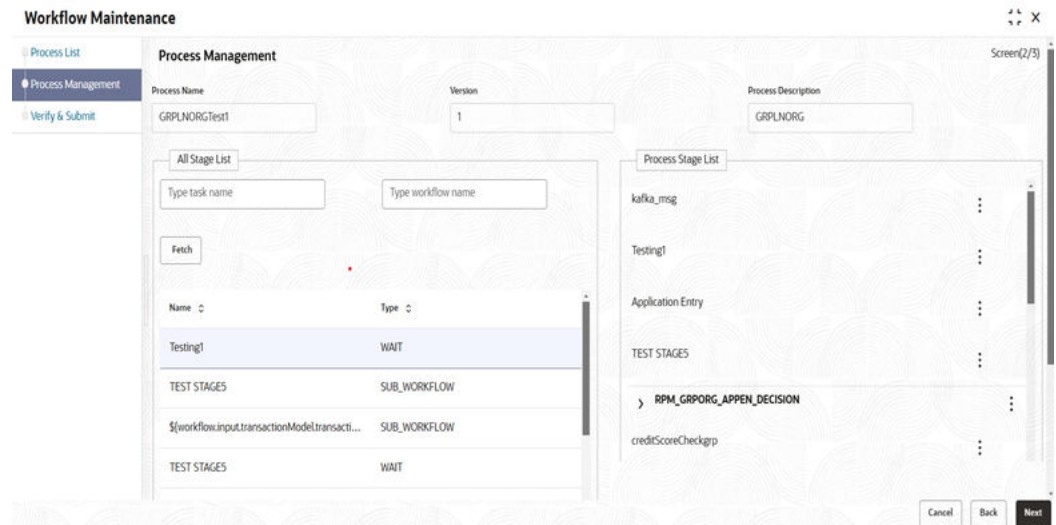 Workflow Maintenance
Process List
Process Management
Verify & Submit
Process Management
Screen(2/3)
Process Name
Version
Process Description
GRPLNORGTest1
1
GRPLNORG
All Stage List
Type task name
Type workflow name
Fetch
Name
Type
Testing1
WAIT
TEST STAGE5
SUB_WORKFLOW
${workflow.input.transactionModel.transacti...
SUB_WORKFLOW
TEST STAGE5
WAIT
Process Stage List
kafka_msg
Testing1
Application Entry
TEST STAGE5
RPM_GRPORG_APPEN_DECISION
creditScoreCheckgrp
Cancel
Back
Next